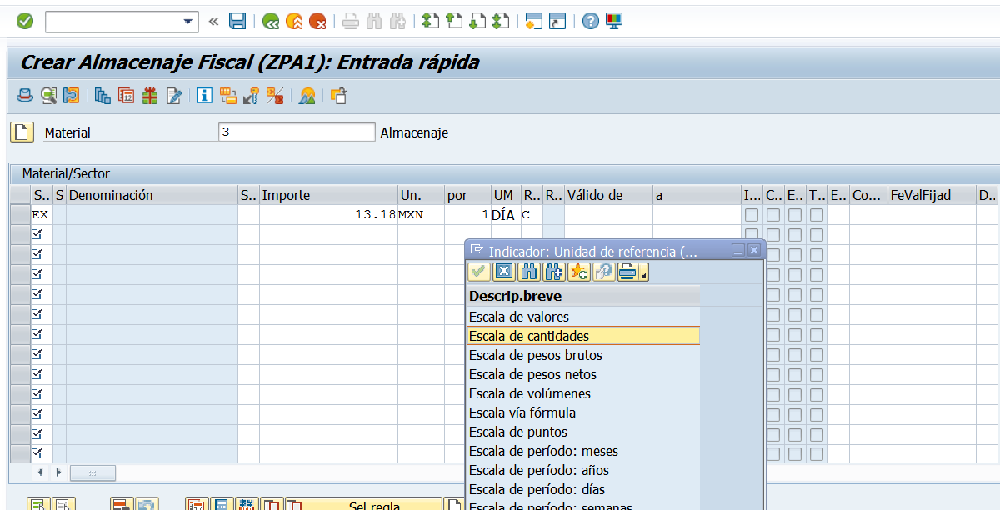 Crear Almacenaje Fiscal (ZPA1): Entrada rápida
Material 3 Almacenaje
Material/Sector
S.. S Denominación S.. Importe Un. por UM R.. R.. Válido de a I... C.. E.. T.. E.. Co... FeValFijad D..
EX 13.18 MXN 1 DÍA C
Indicador: Unidad de referencia (...
Descrip.breve
Escala de valores
Escala de cantidades
Escala de pesos brutos
Escala de pesos netos
Escala de volúmenes
Escala vía fórmula
Escala de puntos
Escala de período: meses
Escala de período: años
Escala de período: días
Escala de período: semanas
Sel.regla